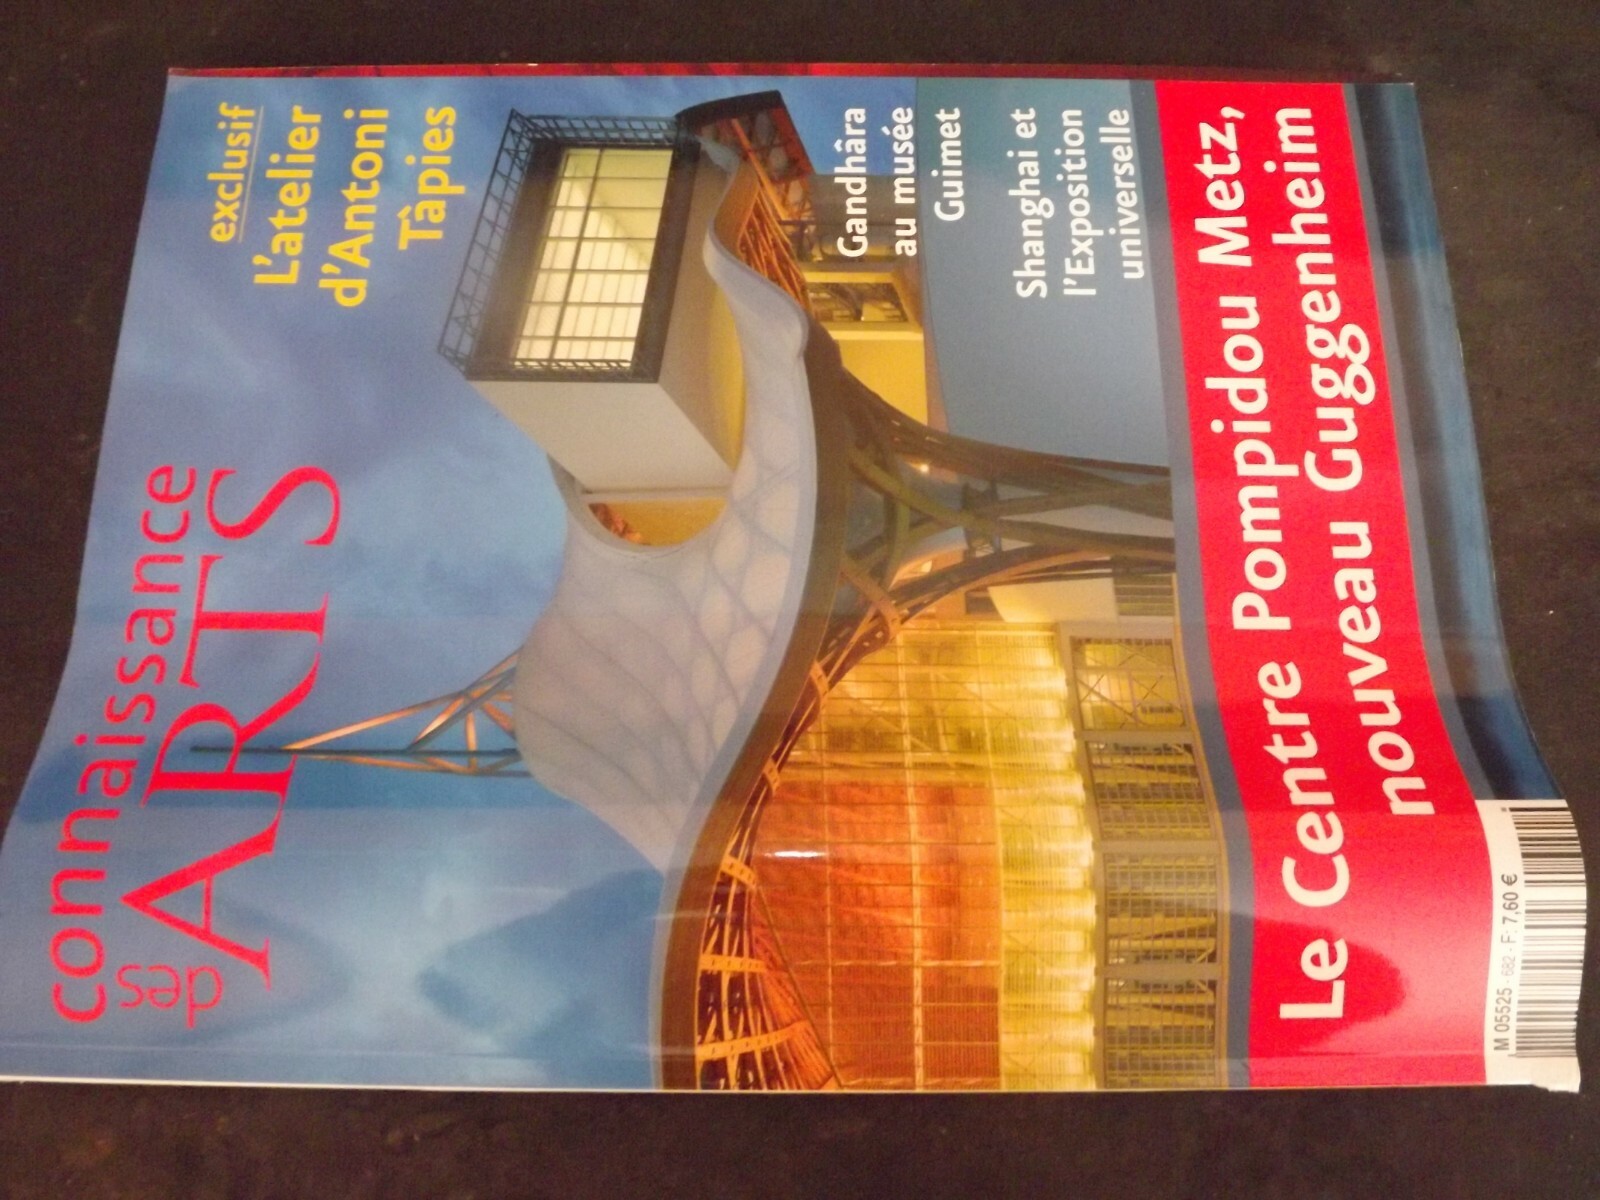 connaissance
des
ARTS
exclusif
L'atelier
d'Antoni
Tàpies
Gandhâra
au musée
Guimet
Shanghai et
l'Exposition
universelle
Le Centre Pompidou Metz,
nouveau Guggenheim
M 05525 - 682 - F: 7,60 €